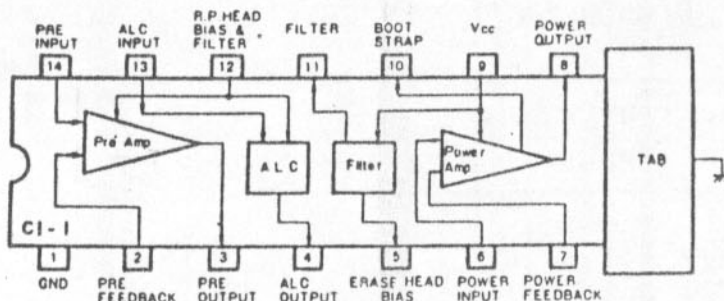 PRE INPUT
ALC INPUT
R.P. HEAD BIAS & FILTER
FILTER
BOOT STRAP
Vcc
POWER OUTPUT
14
13
12
11
10
9
8
Pre Amp
ALC
Filter
Power Amp
TAB
CI-1
1
2
3
4
5
6
7
GND
PRE FEEDBACK
PRE OUTPUT
ALC OUTPUT
ERASE HEAD BIAS
POWER INPUT
POWER FEEDBACK